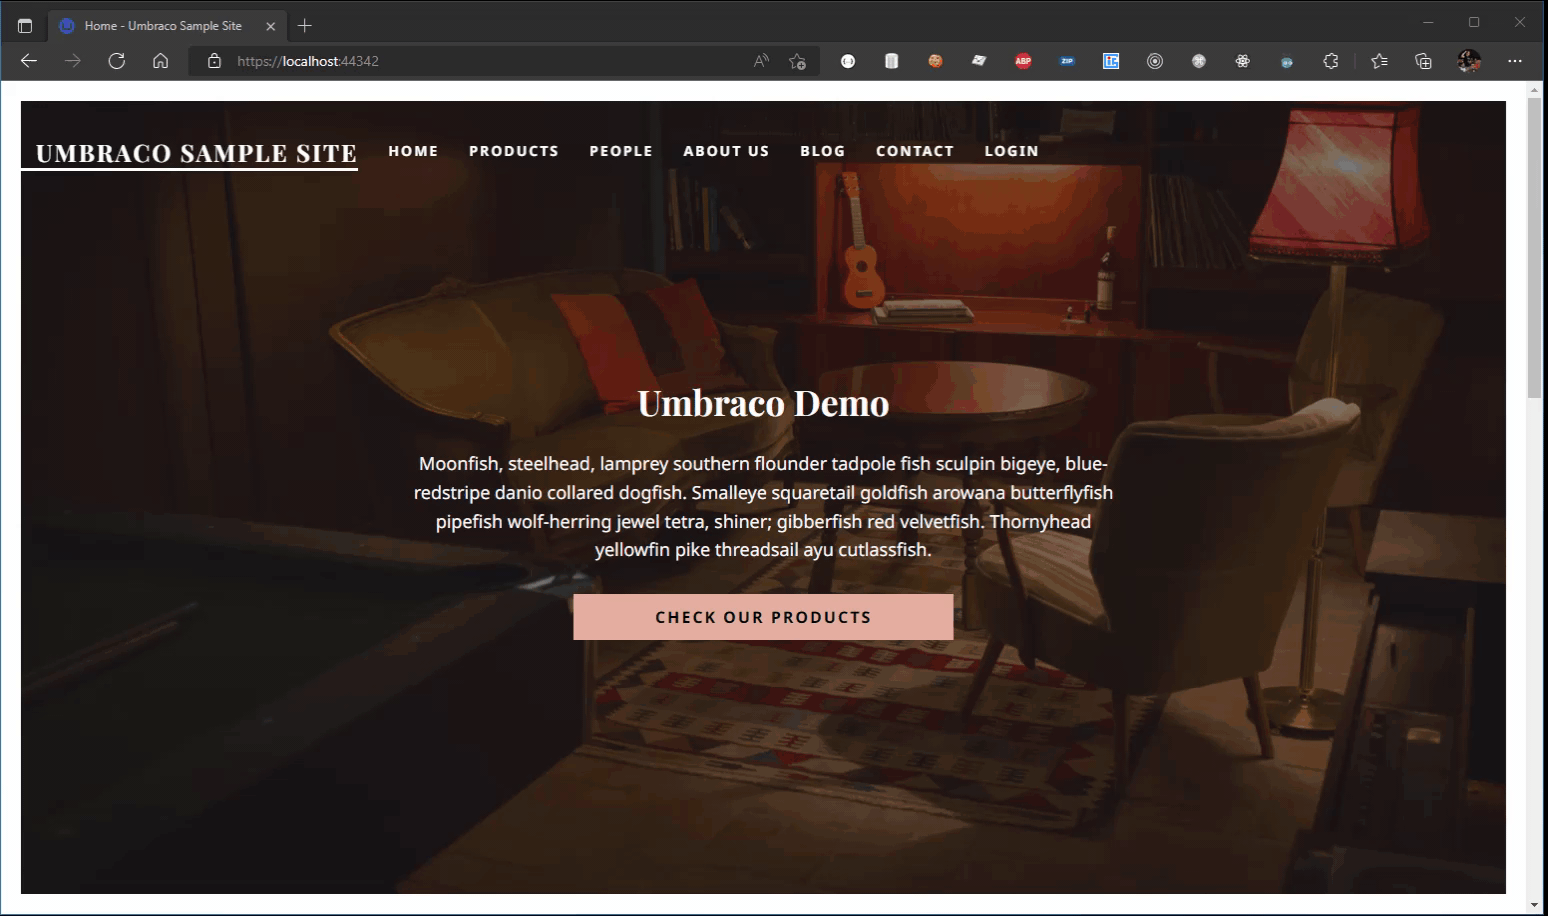 Home - Umbraco Sample Site
https://localhost:44342
ABP
ZIP
UMBRACO SAMPLE SITE HOME PRODUCTS PEOPLE ABOUT US BLOG CONTACT LOGIN
Umbraco Demo
Moonfish, steelhead, lamprey southern flounder tadpole fish sculpin bigeye, blue-
redstripe danio collared dogfish. Smalleye squaretail goldfish arowana butterflyfish
pipefish wolf-herring jewel tetra, shiner; gibberfish red velvetfish. Thornyhead
yellowfin pike threadsail ayu cutlassfish.
CHECK OUR PRODUCTS